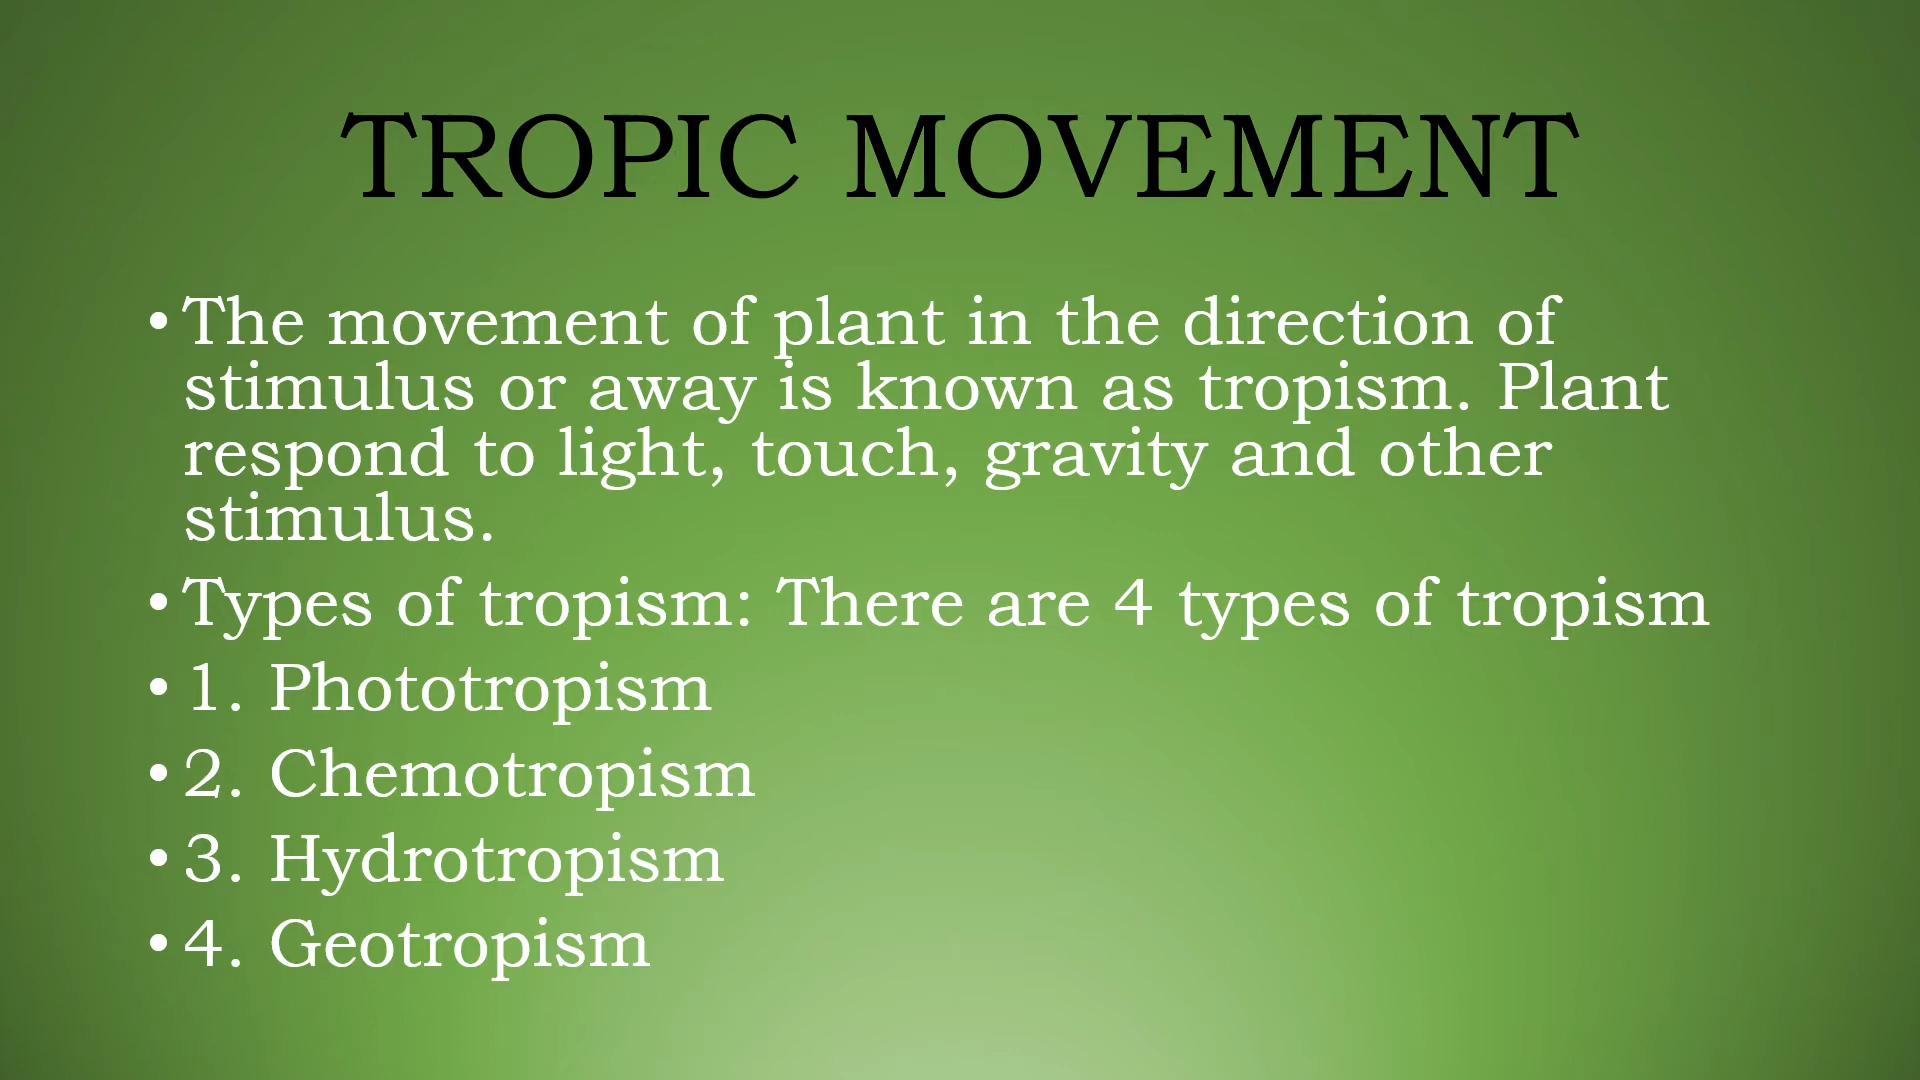 TROPIC MOVEMENT
• The movement of plant in the direction of
stimulus or away is known as tropism. Plant
respond to light, touch, gravity and other
stimulus.
• Types of tropism: There are 4 types of tropism
• 1. Phototropism
• 2. Chemotropism
• 3. Hydrotropism
• 4. Geotropism